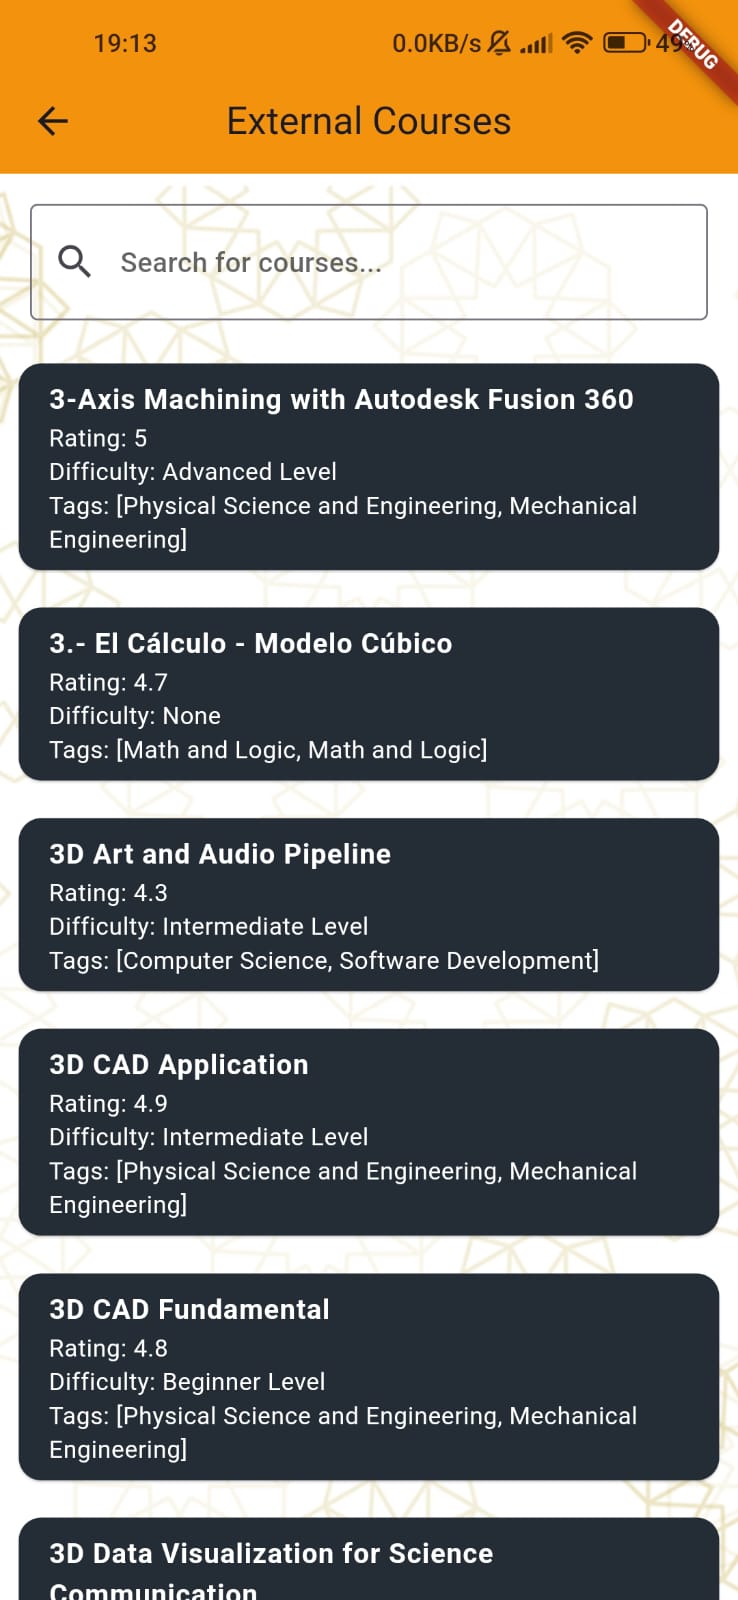 19:13 0.0KB/s 49%
DEBUG
External Courses
Search for courses...
3-Axis Machining with Autodesk Fusion 360
Rating: 5
Difficulty: Advanced Level
Tags: [Physical Science and Engineering, Mechanical
Engineering]
3.- El Cálculo - Modelo Cúbico
Rating: 4.7
Difficulty: None
Tags: [Math and Logic, Math and Logic]
3D Art and Audio Pipeline
Rating: 4.3
Difficulty: Intermediate Level
Tags: [Computer Science, Software Development]
3D CAD Application
Rating: 4.9
Difficulty: Intermediate Level
Tags: [Physical Science and Engineering, Mechanical
Engineering]
3D CAD Fundamental
Rating: 4.8
Difficulty: Beginner Level
Tags: [Physical Science and Engineering, Mechanical
Engineering]
3D Data Visualization for Science
Communication